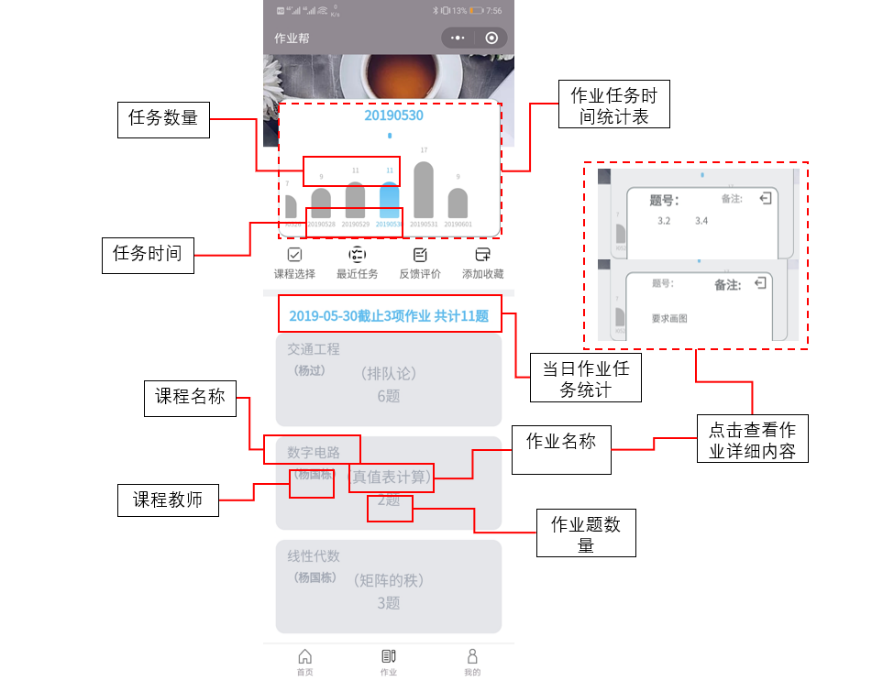 13% 7:56
作业帮
20190530
17
11
11
9
9
7
20190528 20190529 20190530 20190531 20190601
课程选择 最近任务 反馈评价 添加收藏
2019-05-30截止3项作业 共计11题
交通工程
（杨过）
（排队论）
6题
数字电路
（杨国栋）
（真值表计算）
2题
线性代数
（杨国栋）
（矩阵的秩）
3题
首页 作业 我的
任务数量
任务时间
课程名称
课程教师
作业任务时
间统计表
题号: 备注:
3.2 3.4
题号: 备注:
要求画图
当日作业任
务统计
点击查看作
业详细内容
作业名称
作业题数
量